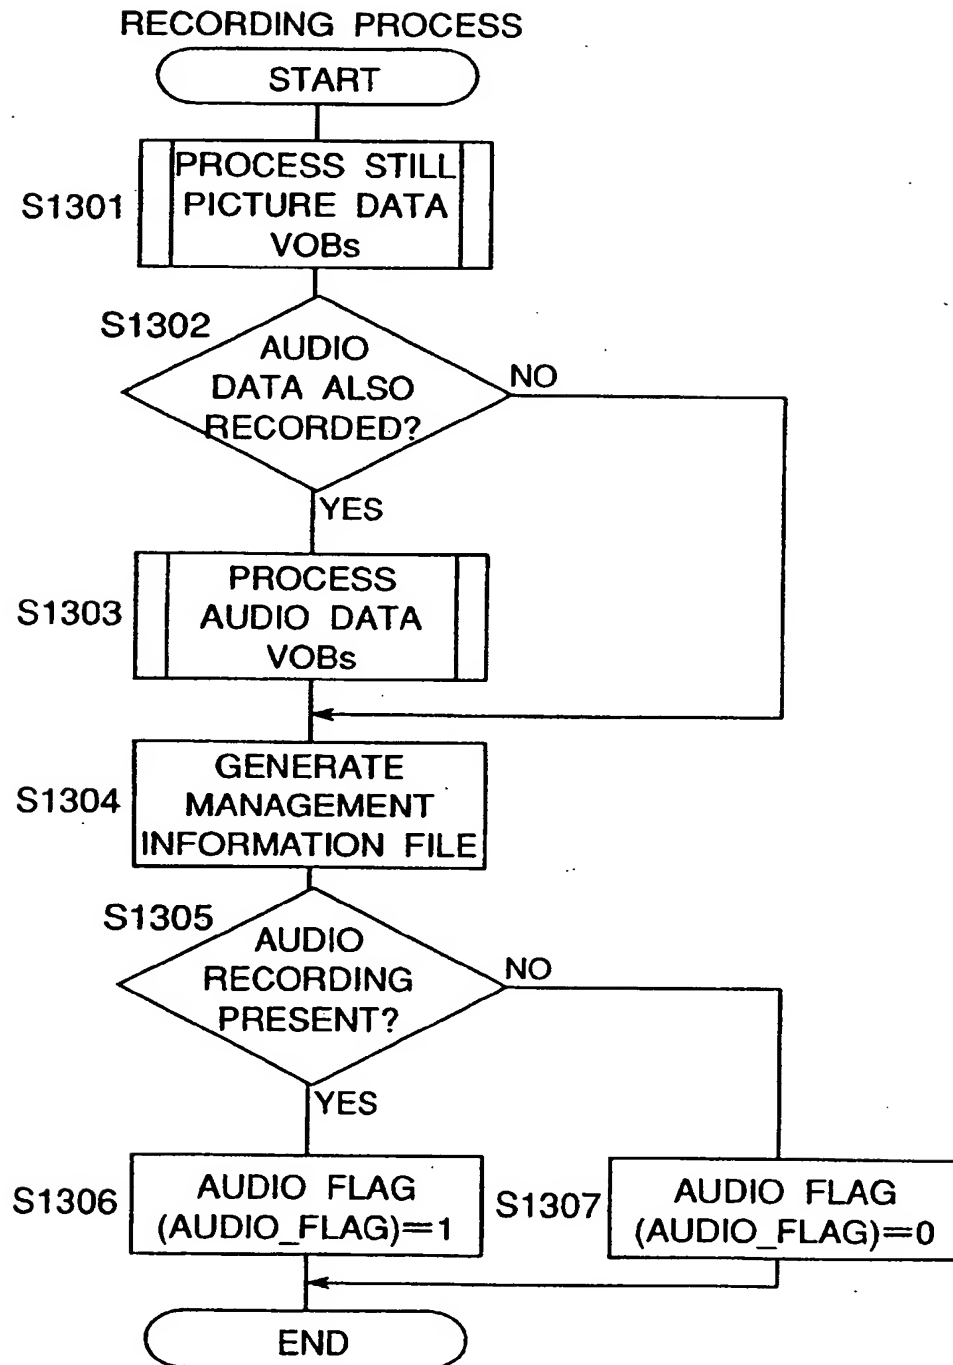 RECORDING PROCESS
START
S1301
PROCESS STILL
PICTURE DATA
VOBs
S1302
AUDIO
DATA ALSO
RECORDED?
NO
YES
S1303
PROCESS
AUDIO DATA
VOBs
S1304
GENERATE
MANAGEMENT
INFORMATION FILE
S1305
AUDIO
RECORDING
PRESENT?
NO
YES
S1306
AUDIO FLAG
(AUDIO_FLAG)=1
S1307
AUDIO FLAG
(AUDIO_FLAG)=0
END